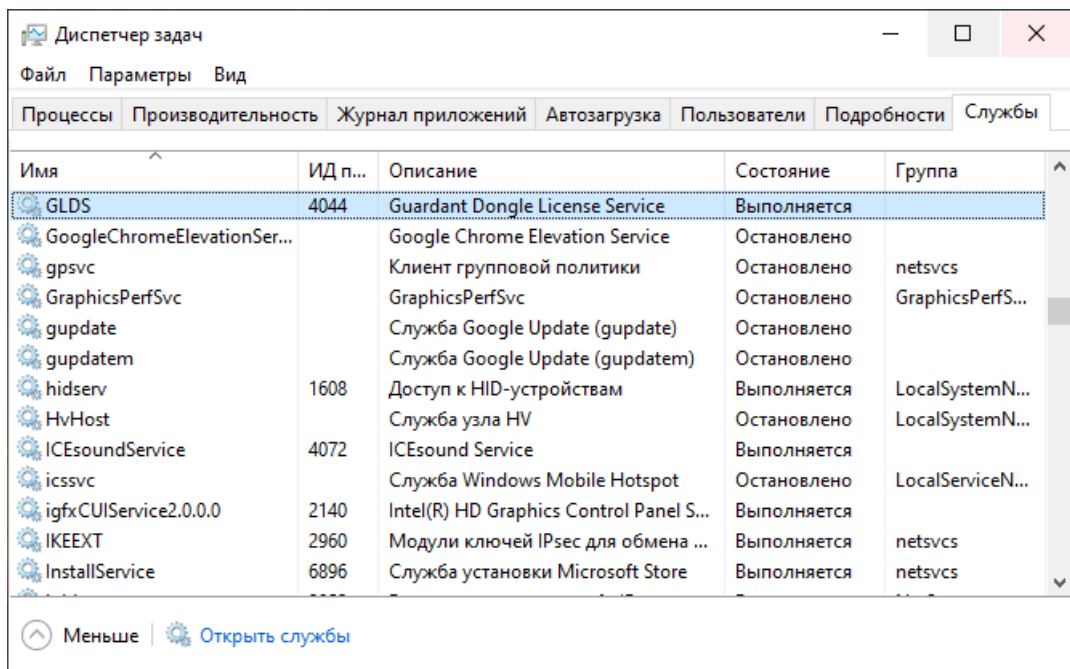 Диспетчер задач
Файл Параметры Вид
Процессы Производительность Журнал приложений Автозагрузка Пользователи Подробности Службы
Имя ИД п... Описание Состояние Группа
GLDS 4044 Guardant Dongle License Service Выполняется
GoogleChromeElevationSer... Google Chrome Elevation Service Остановлено
gpsvc Клиент групповой политики Остановлено netsvcs
GraphicsPerfSvc GraphicsPerfSvc Остановлено GraphicsPerfS...
gupdate Служба Google Update (gupdate) Остановлено
gupdatem Служба Google Update (gupdatem) Остановлено
hidserv 1608 Доступ к HID-устройствам Выполняется LocalSystemN...
HvHost Служба узла HV Остановлено LocalSystemN...
ICEsoundService 4072 ICEsound Service Выполняется
icssvc Служба Windows Mobile Hotspot Остановлено LocalServiceN...
igfxCUIService2.0.0.0 2140 Intel(R) HD Graphics Control Panel S... Выполняется
IKEEXT 2960 Модули ключей IPsec для обмена ... Выполняется netsvcs
InstallService 6896 Служба установки Microsoft Store Выполняется netsvcs
Меньше Открыть службы